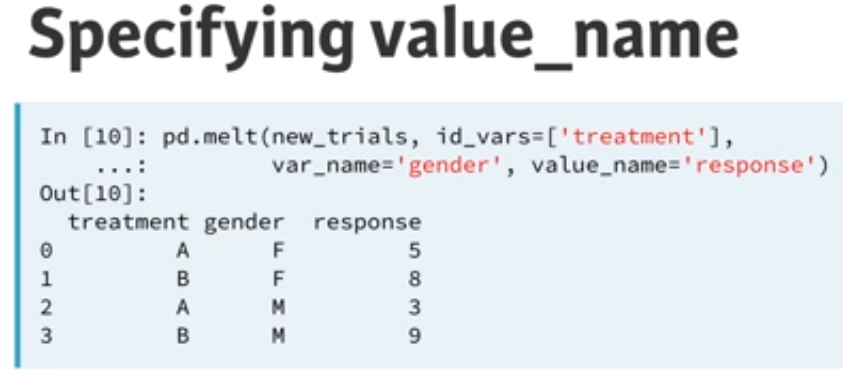 Specifying value_name
In [10]: pd.melt(new_trials, id_vars=['treatment'],
...: var_name='gender', value_name='response')
Out[10]:
treatment gender response
0 A F 5
1 B F 8
2 A M 3
3 B M 9